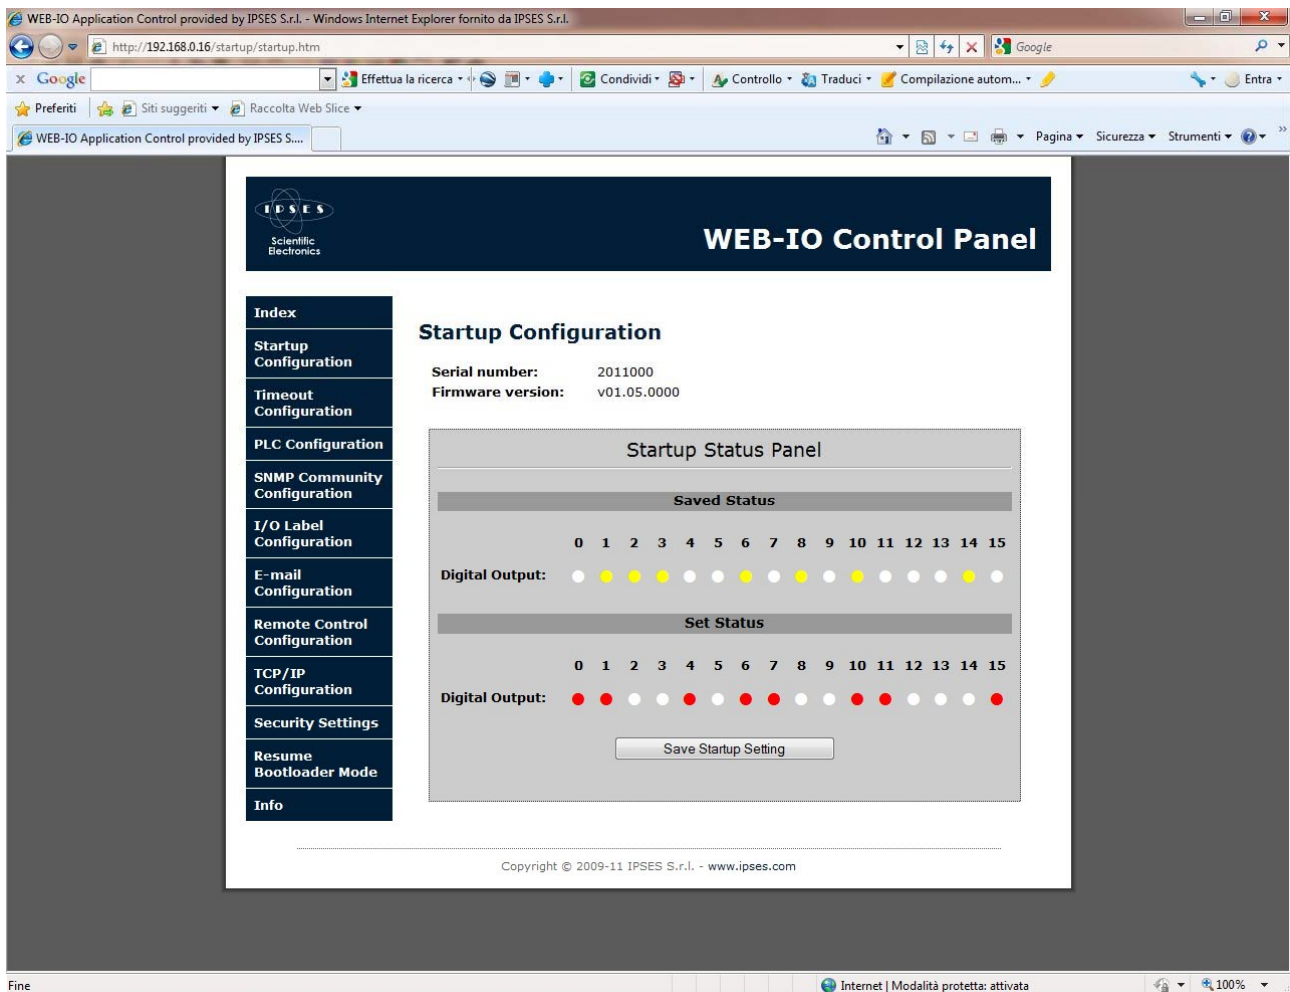 WEB-IO Application Control provided by IPSES S.r.l. - Windows Internet Explorer fornito da IPSES S.r.l.
http://192.168.0.16/startup/startup.htm
Google
x Google
Effettua la ricerca
Condividi
Controllo
Traduci
Compilazione autom...
Entra
Preferiti
Siti suggeriti
Raccolta Web Slice
WEB-IO Application Control provided by IPSES S....
Pagina
Sicurezza
Strumenti
IPSES
Scientific
Electronics
WEB-IO Control Panel
Index
Startup
Configuration
Timeout
Configuration
PLC Configuration
SNMP Community
Configuration
I/O Label
Configuration
E-mail
Configuration
Remote Control
Configuration
TCP/IP
Configuration
Security Settings
Resume
Bootloader Mode
Info
Startup Configuration
Serial number: 2011000
Firmware version: v01.05.0000
Startup Status Panel
Saved Status
0 1 2 3 4 5 6 7 8 9 10 11 12 13 14 15
Digital Output:
Set Status
0 1 2 3 4 5 6 7 8 9 10 11 12 13 14 15
Digital Output:
Save Startup Setting
Copyright © 2009-11 IPSES S.r.l. - www.ipses.com
Fine
Internet | Modalità protetta: attivata
100%